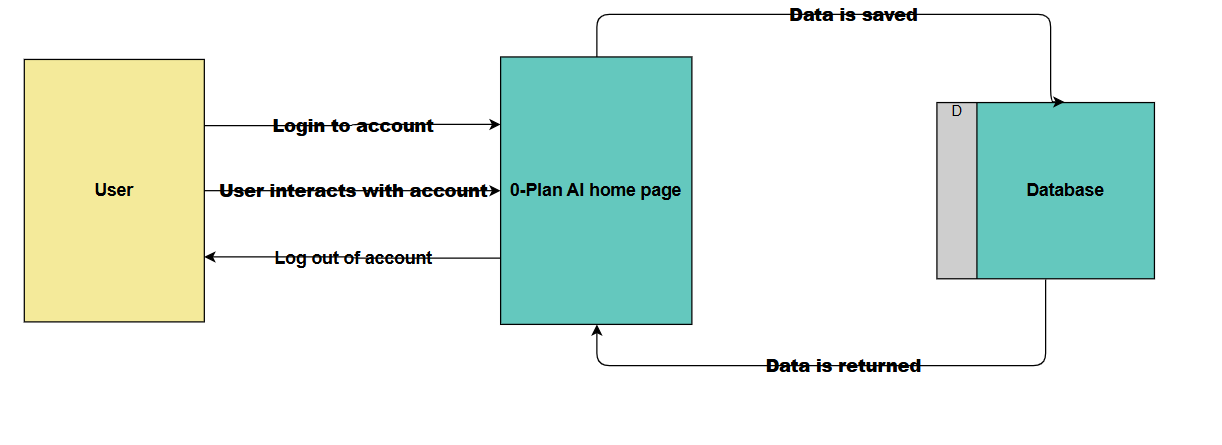 Data is saved
D
Login to account
User
User interacts with account
0-Plan AI home page
Database
Log out of account
Data is returned